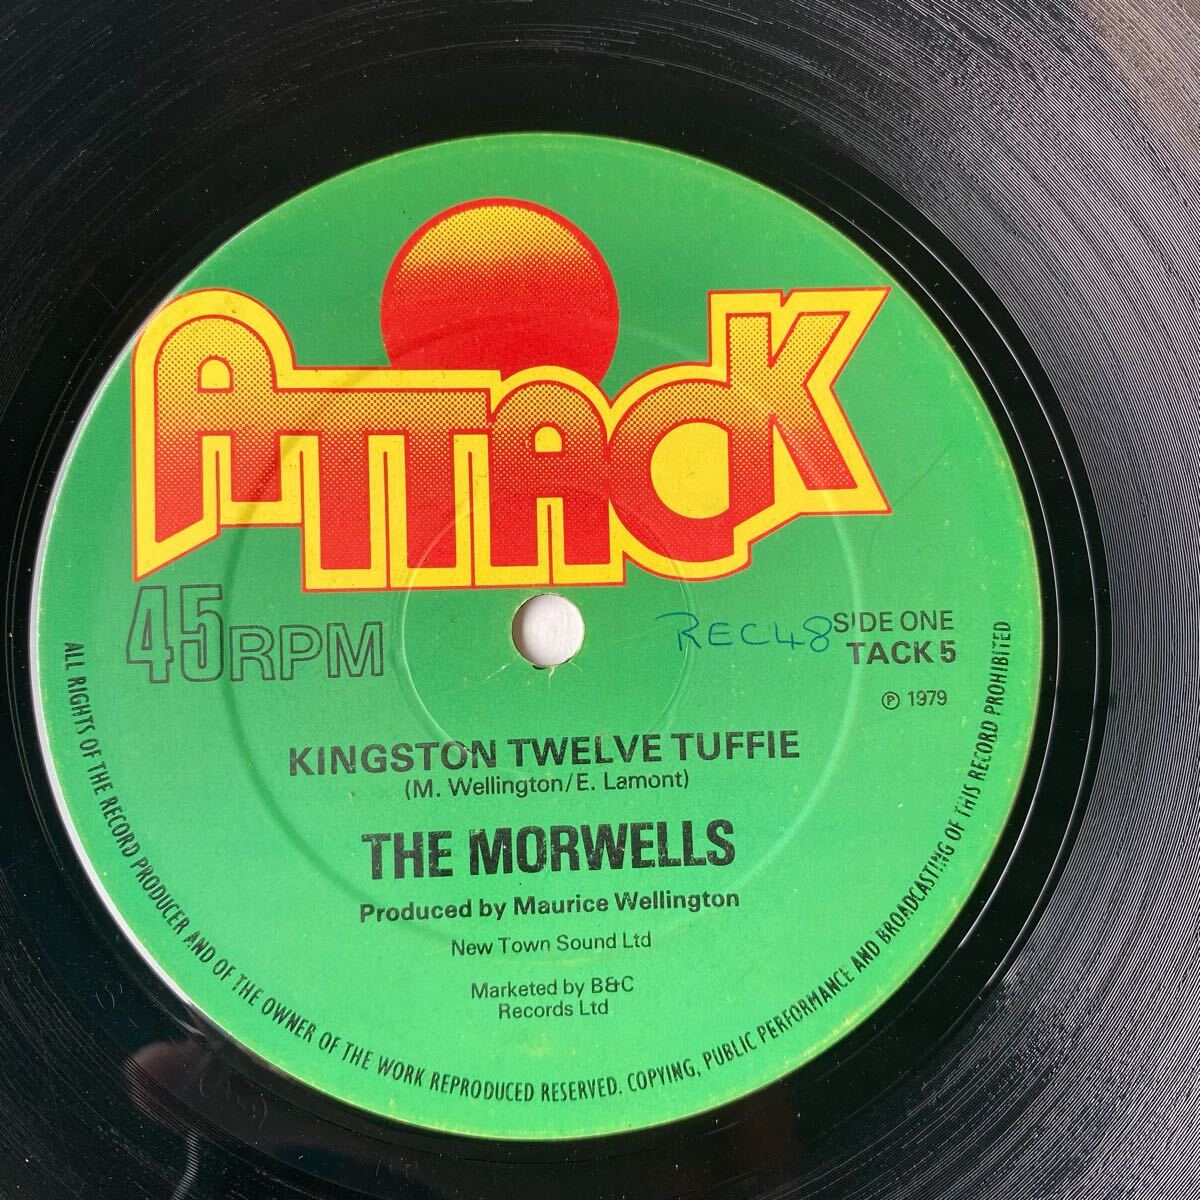 ATTACK
45RPM
REC48
SIDE ONE
TACK 5
℗ 1979
KINGSTON TWELVE TUFFIE
(M. Wellington/E. Lamont)
THE MORWELLS
Produced by Maurice Wellington
New Town Sound Ltd
Marketed by B&C
Records Ltd
ALL RIGHTS OF THE RECORD PRODUCER AND OF THE OWNER OF THE WORK REPRODUCED RESERVED. COPYING, PUBLIC PERFORMANCE AND BROADCASTING OF THIS RECORD PROHIBITED